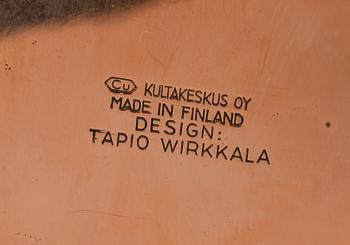 Cu KULTAKESKUS OY
MADE IN FINLAND
DESIGN:
TAPIO WIRKKALA